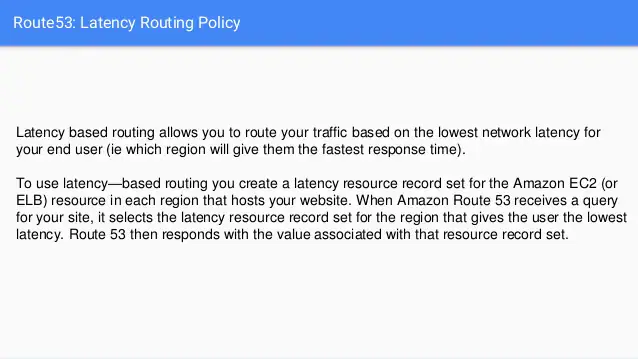 Route53: Latency Routing Policy
Latency based routing allows you to route your traffic based on the lowest network latency for
your end user (ie which region will give them the fastest response time).
To use latency—based routing you create a latency resource record set for the Amazon EC2 (or
ELB) resource in each region that hosts your website. When Amazon Route 53 receives a query
for your site, it selects the latency resource record set for the region that gives the user the lowest
latency. Route 53 then responds with the value associated with that resource record set.